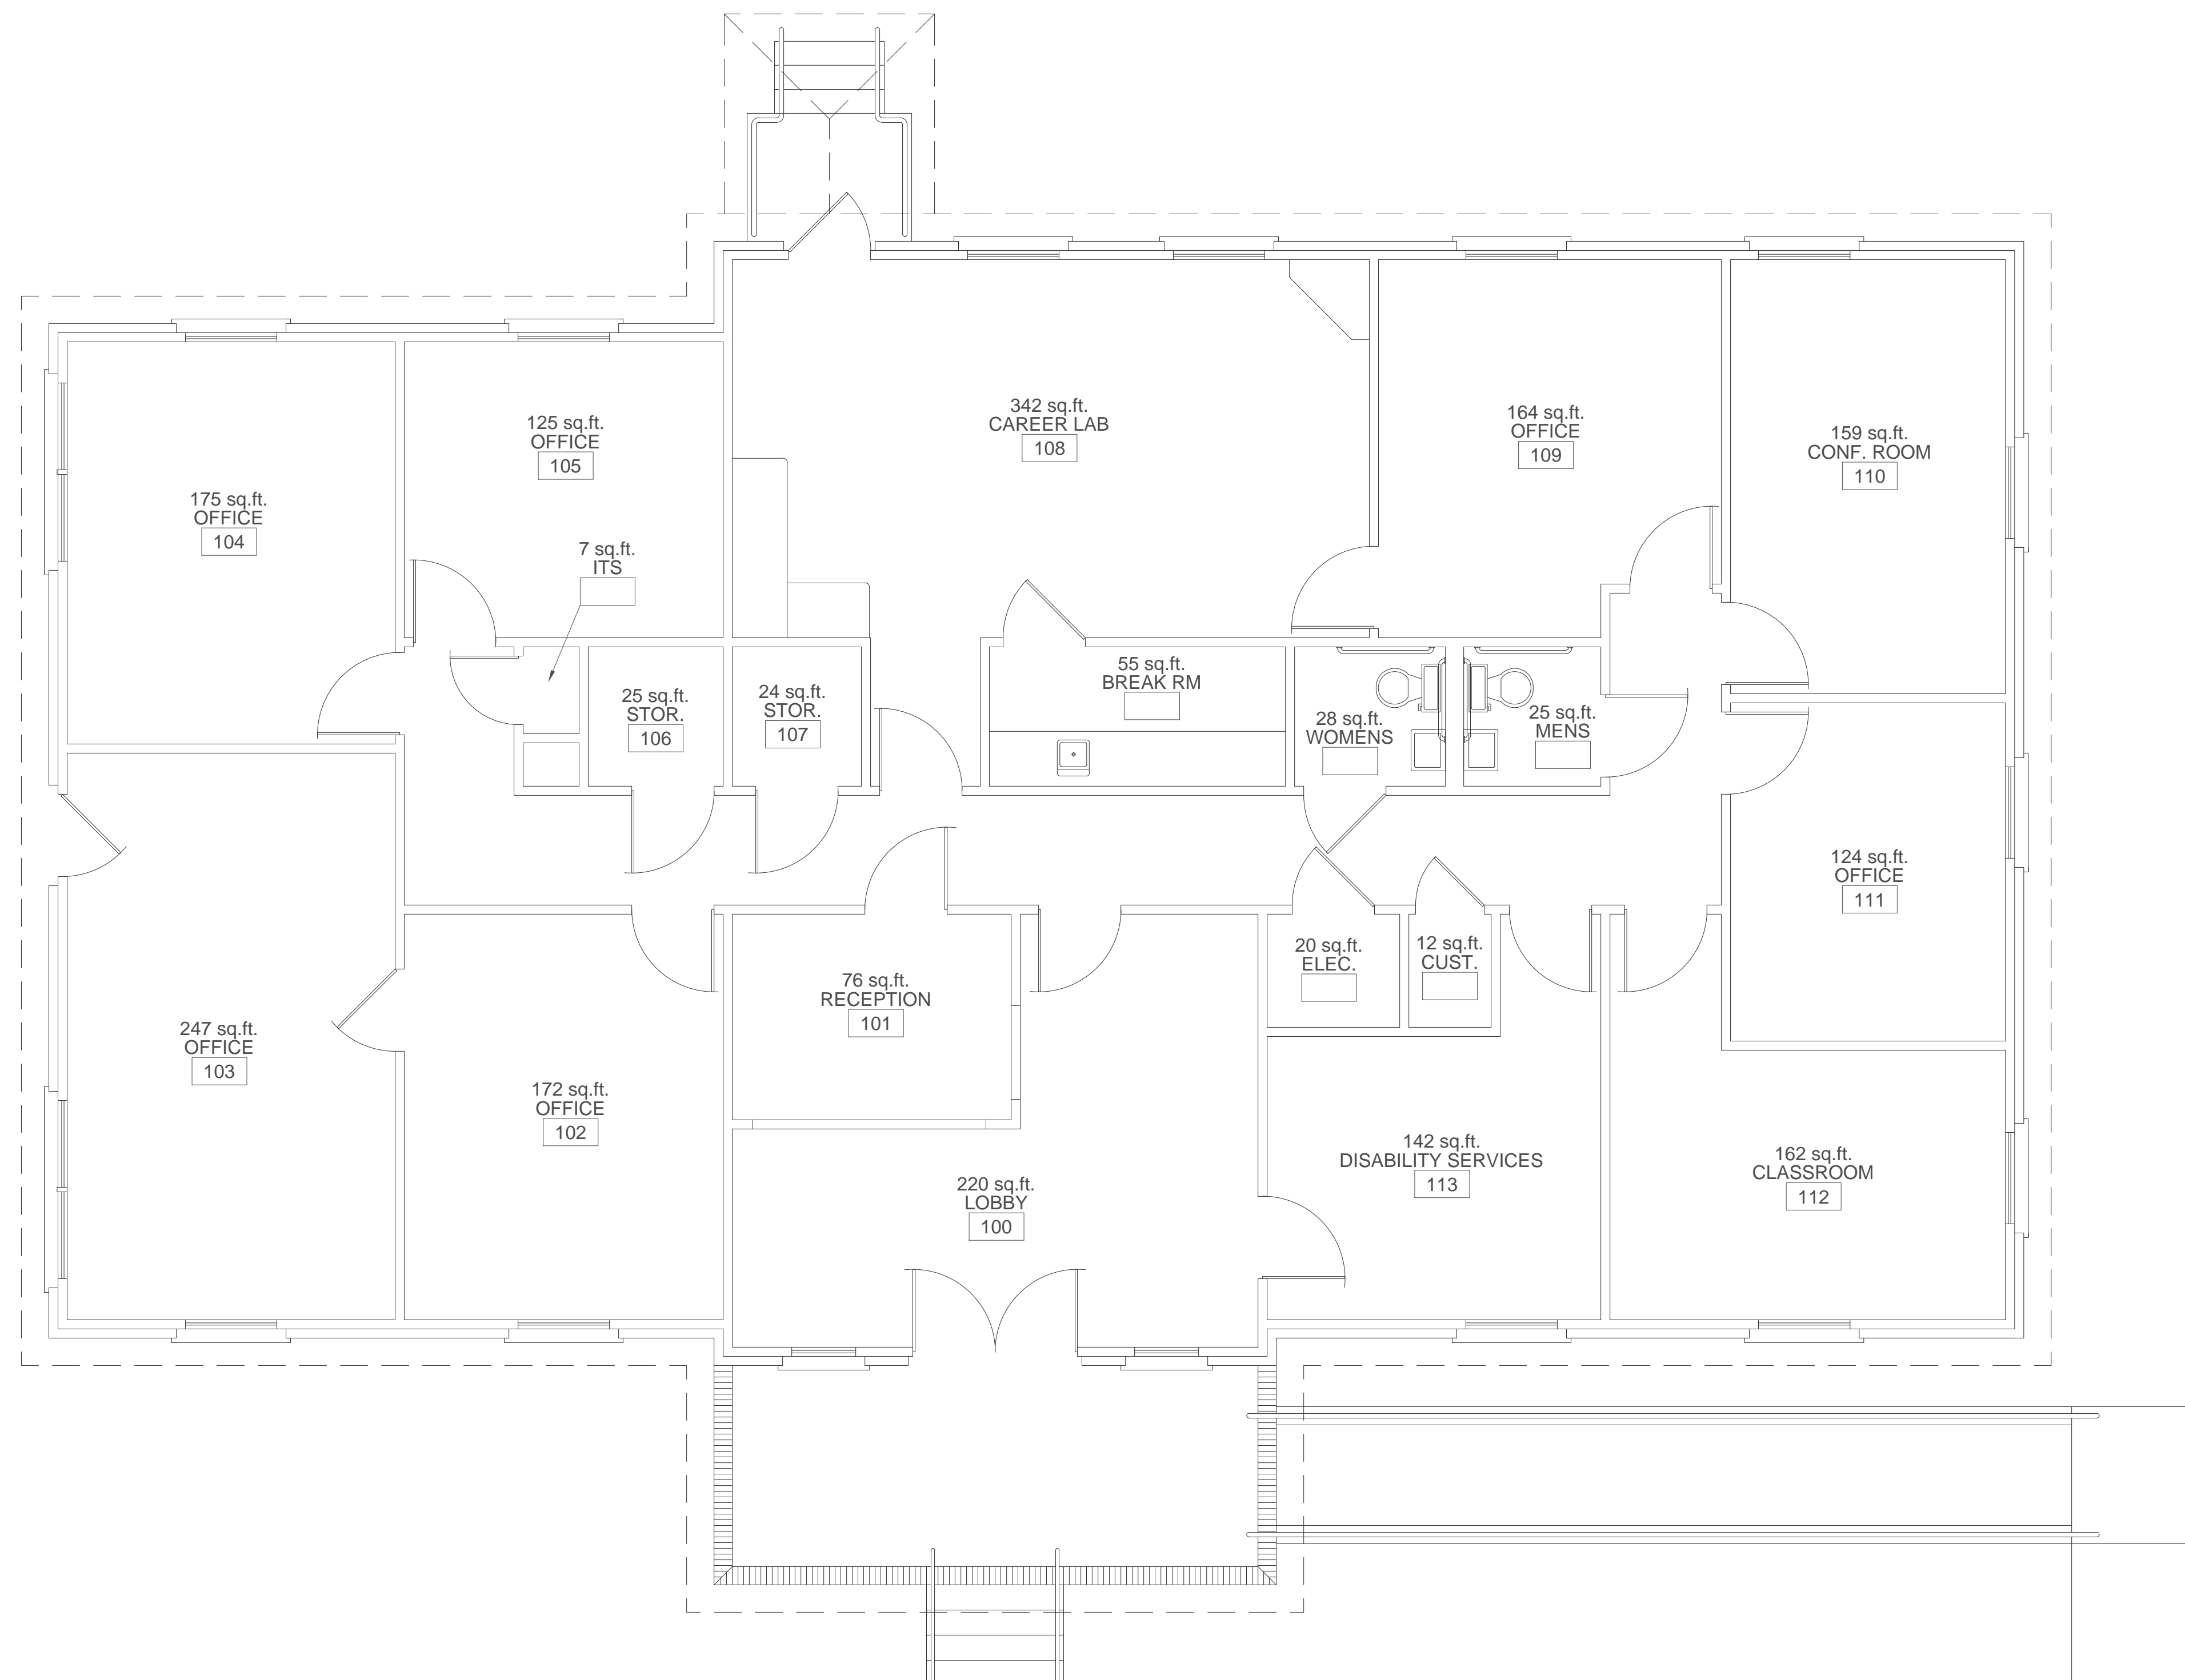 175 sq.ft.
OFFICE
104
125 sq.ft.
OFFICE
105
7 sq.ft.
ITS
342 sq.ft.
CAREER LAB
108
164 sq.ft.
OFFICE
109
159 sq.ft.
CONF. ROOM
110
25 sq.ft.
STOR.
106
24 sq.ft.
STOR.
107
55 sq.ft.
BREAK RM
28 sq.ft.
WOMENS
25 sq.ft.
MENS
124 sq.ft.
OFFICE
111
247 sq.ft.
OFFICE
103
172 sq.ft.
OFFICE
102
76 sq.ft.
RECEPTION
101
20 sq.ft.
ELEC.
12 sq.ft.
CUST.
220 sq.ft.
LOBBY
100
142 sq.ft.
DISABILITY SERVICES
113
162 sq.ft.
CLASSROOM
112